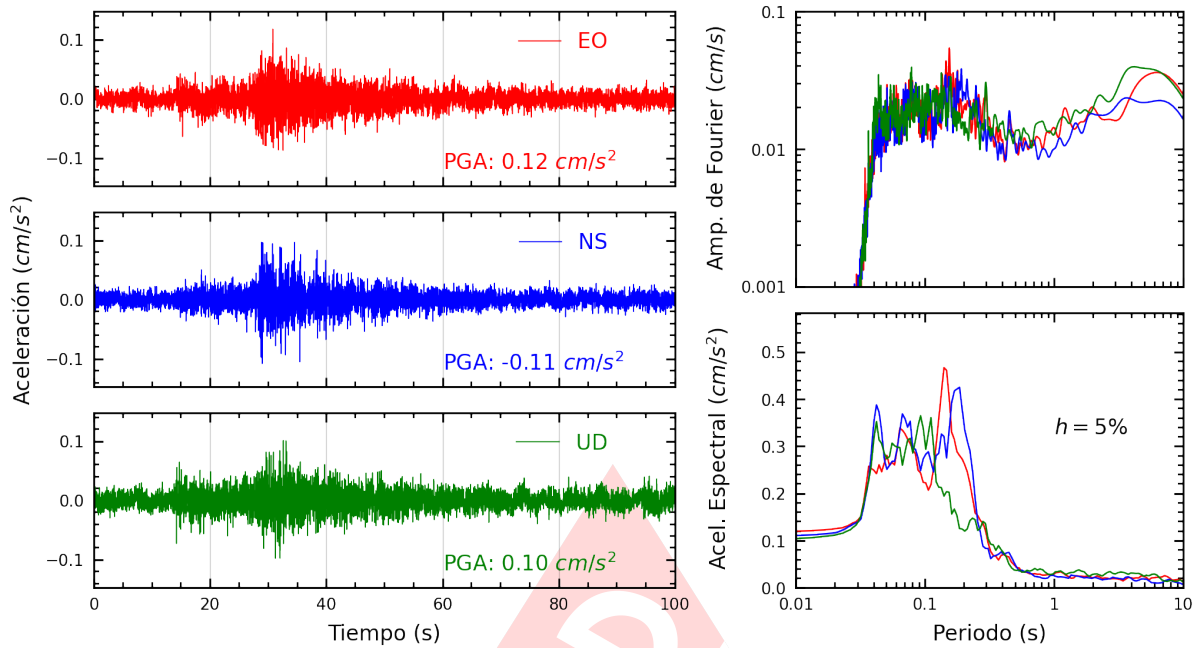 Aceleración (cm/s²)
0.1
0.0
−0.1
EO
PGA: 0.12 cm/s²
0.1
0.0
−0.1
NS
PGA: -0.11 cm/s²
0.1
0.0
−0.1
UD
PGA: 0.10 cm/s²
0 20 40 60 80 100
Tiempo (s)
Amp. de Fourier (cm/s)
0.1
0.01
0.001
Acel. Espectral (cm/s²)
0.5
0.4
0.3
0.2
0.1
0.0
h = 5%
0.01 0.1 1 10
Periodo (s)